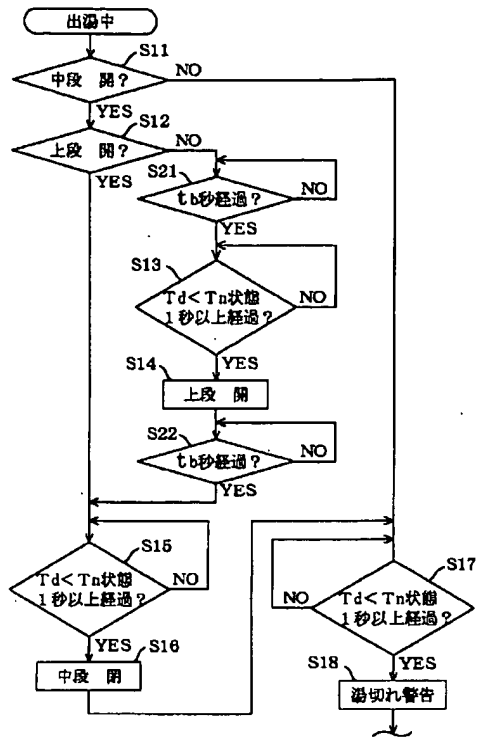 出湯中
S11
中段 開？
NO
YES
S12
上段 開？
NO
YES
S21
tb秒経過？
NO
YES
S13
Td＜Tn状態
1秒以上経過？
NO
YES
S14
上段 開
S22
tb秒経過？
NO
YES
S15
Td＜Tn状態
1秒以上経過？
NO
YES
S16
中段 閉
S17
Td＜Tn状態
1秒以上経過？
NO
YES
S18
湯切れ警告